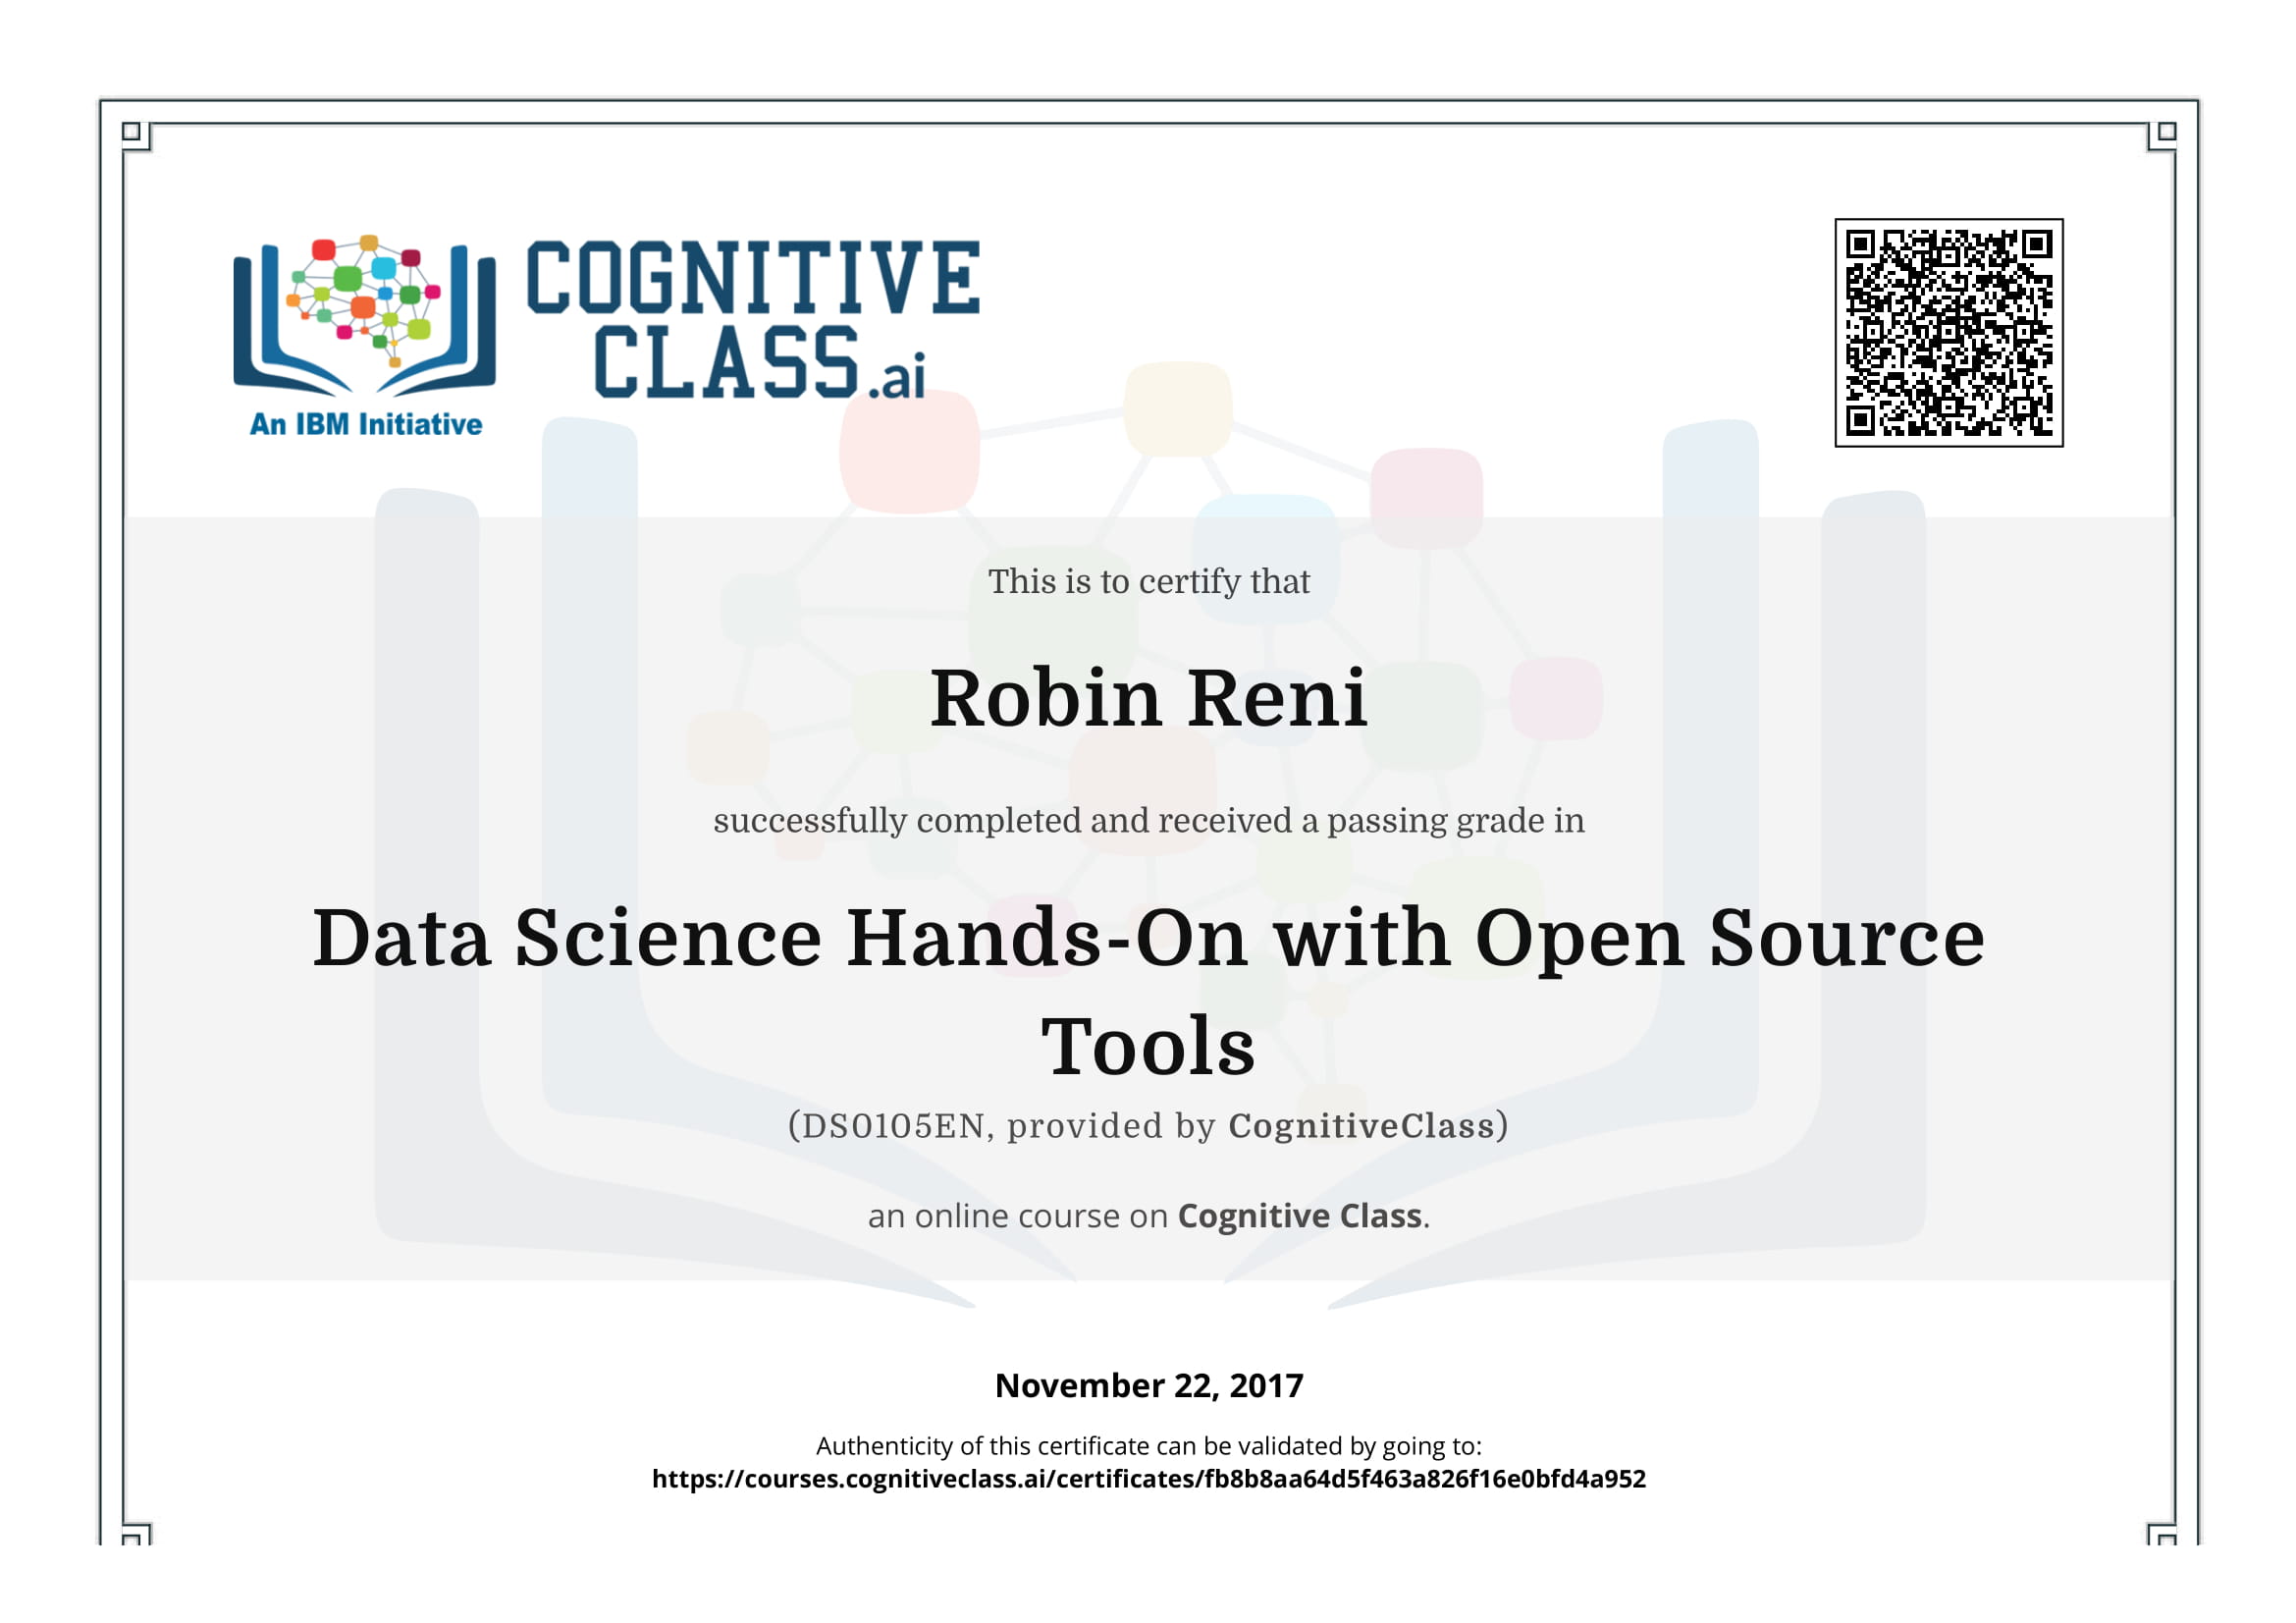 COGNITIVE
CLASS.ai
An IBM Initiative
This is to certify that
Robin Reni
successfully completed and received a passing grade in
Data Science Hands-On with Open Source
Tools
(DS0105EN, provided by CognitiveClass)
an online course on Cognitive Class.
November 22, 2017
Authenticity of this certificate can be validated by going to:
https://courses.cognitiveclass.ai/certificates/fb8b8aa64d5f463a826f16e0bfd4a952